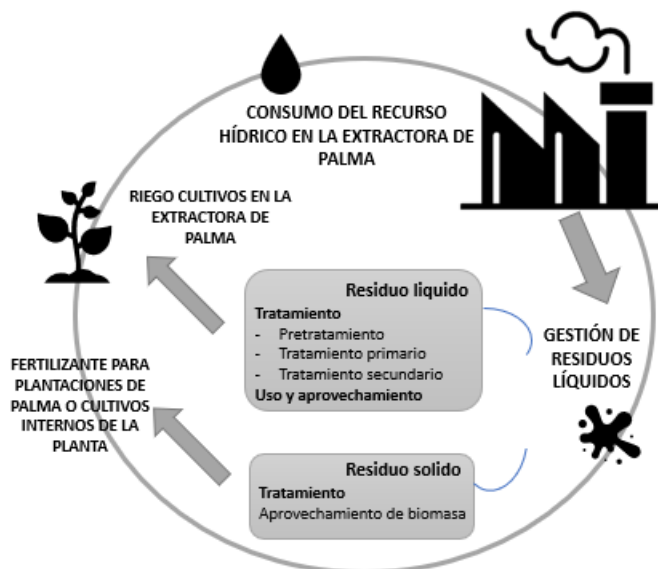 CONSUMO DEL RECURSO
HÍDRICO EN LA EXTRACTORA DE
PALMA
RIEGO CULTIVOS EN LA
EXTRACTORA DE
PALMA
Residuo liquido
Tratamiento
- Pretratamiento
- Tratamiento primario
- Tratamiento secundario
Uso y aprovechamiento
GESTIÓN DE
RESIDUOS
LÍQUIDOS
FERTILIZANTE PARA
PLANTACIONES DE
PALMA O CULTIVOS
INTERNOS DE LA
PLANTA
Residuo solido
Tratamiento
Aprovechamiento de biomasa